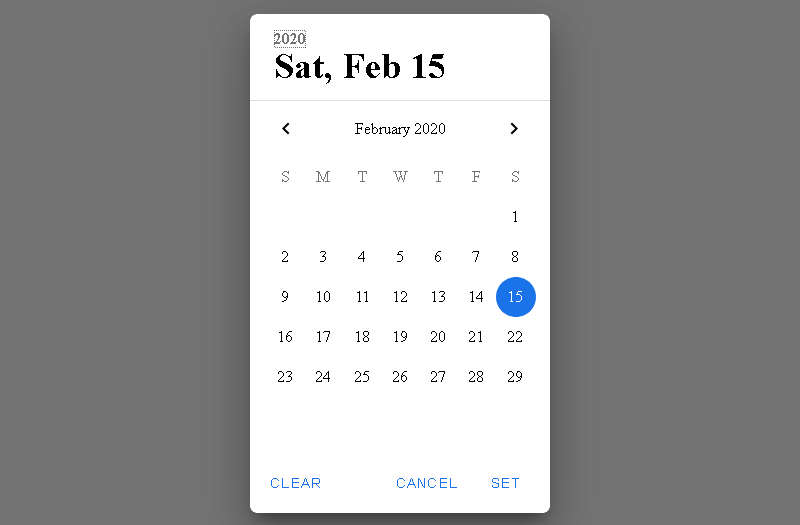 2020
Sat, Feb 15
February 2020
S M T W T F S
1
2 3 4 5 6 7 8
9 10 11 12 13 14 15
16 17 18 19 20 21 22
23 24 25 26 27 28 29
CLEAR CANCEL SET